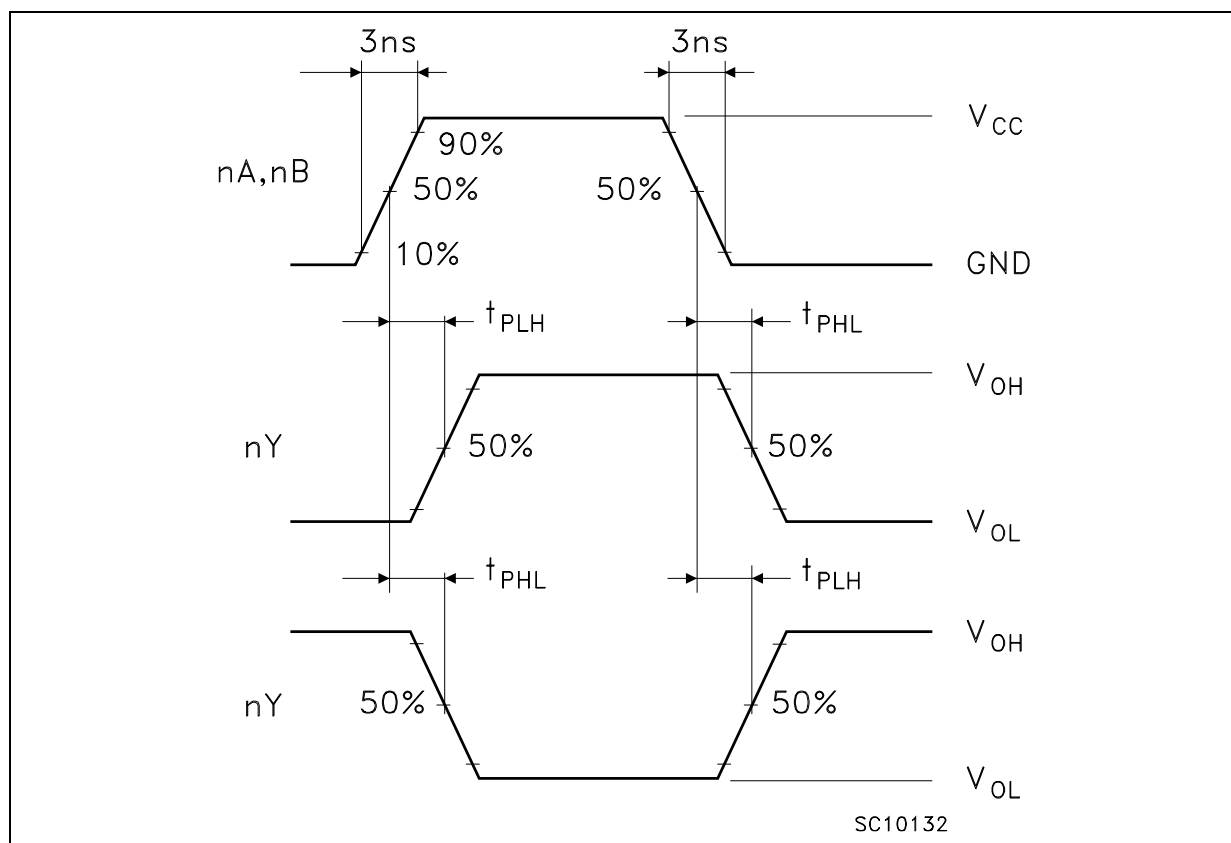 3ns 3ns
V_CC
90%
nA,nB 50% 50%
10% GND
t_PLH t_PHL
V_OH
nY 50% 50%
V_OL
t_PHL t_PLH
V_OH
nY 50% 50%
V_OL
SC10132